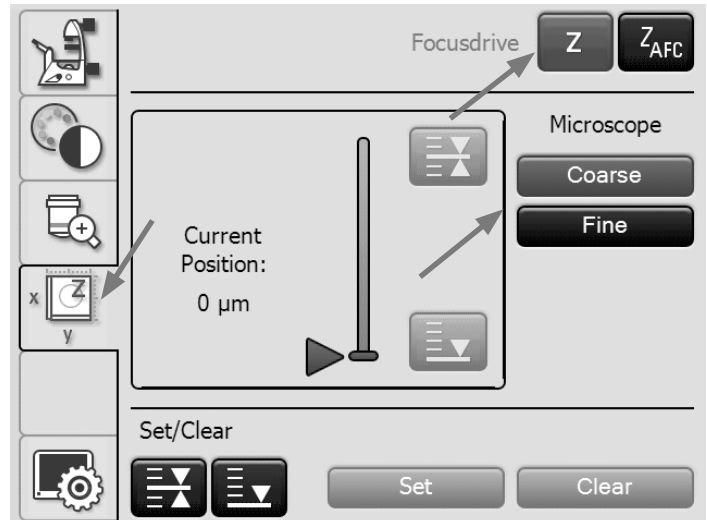 Focusdrive
Z
ZAFC
Microscope
Coarse
Fine
Current
Position:
0 µm
Z
x
y
Set/Clear
Set
Clear